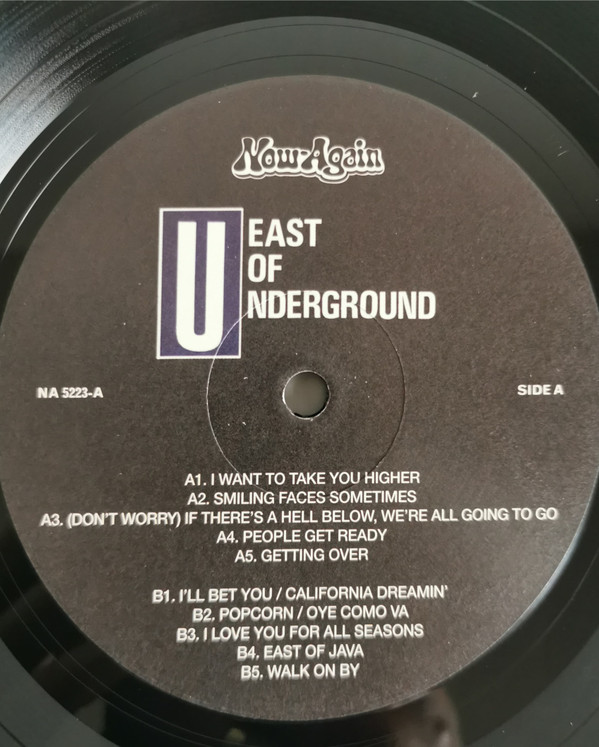 Now-Again
EAST
OF
UNDERGROUND
NA 5223-A
SIDE A
A1. I WANT TO TAKE YOU HIGHER
A2. SMILING FACES SOMETIMES
A3. (DON'T WORRY) IF THERE'S A HELL BELOW, WE'RE ALL GOING TO GO
A4. PEOPLE GET READY
A5. GETTING OVER
B1. I'LL BET YOU / CALIFORNIA DREAMIN'
B2. POPCORN / OYE COMO VA
B3. I LOVE YOU FOR ALL SEASONS
B4. EAST OF JAVA
B5. WALK ON BY